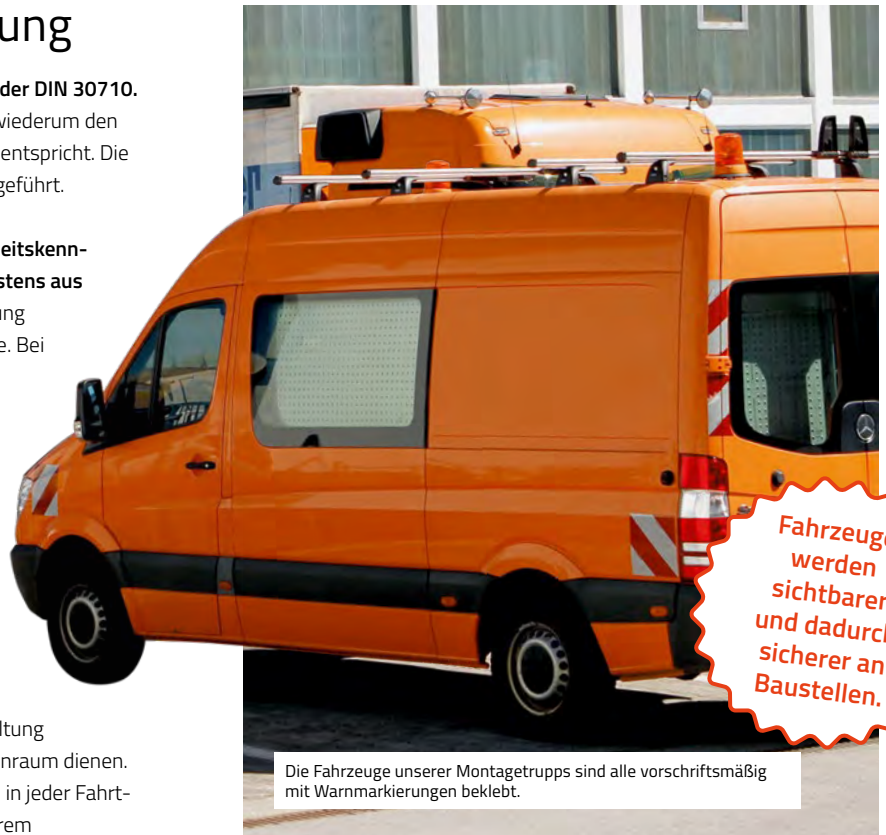 ung
der DIN 30710.
wiederum den
entspricht. Die
geführt.
eitskenn-
stens aus
ung
e. Bei
ltung
nraum dienen.
in jeder Fahrt-
rem
Fahrzeuge
werden
sichtbarer
und dadurch
sicherer an
Baustellen.
Die Fahrzeuge unserer Montagetrupps sind alle vorschriftsmäßig
mit Warnmarkierungen beklebt.